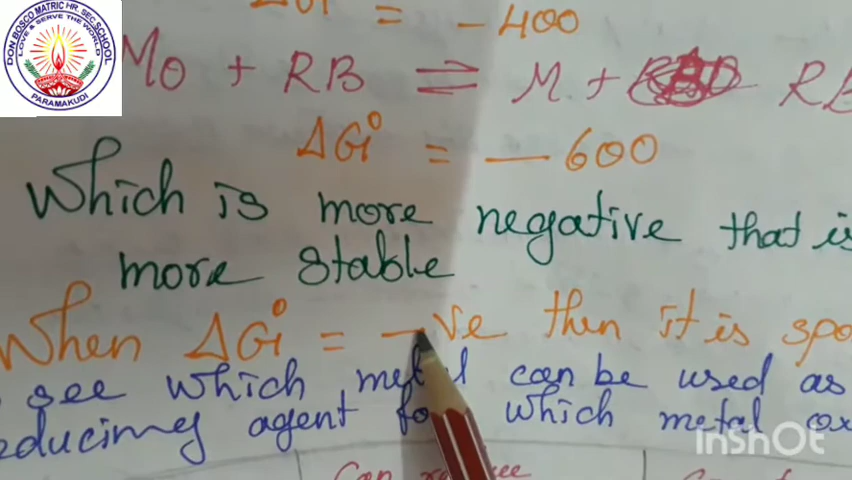 DON BOSCO MATRIC HR. SEC. SCHOOL
LOVE & SERVE THE WORLD
PARAMAKUDI
= -400
MO + RB ⇌ M + RB
ΔG° = - 600
Which is more negative that is
more stable
When ΔG° = -ve then it is spo
see which metal can be used as
educing agent for which metal ox
InShOt